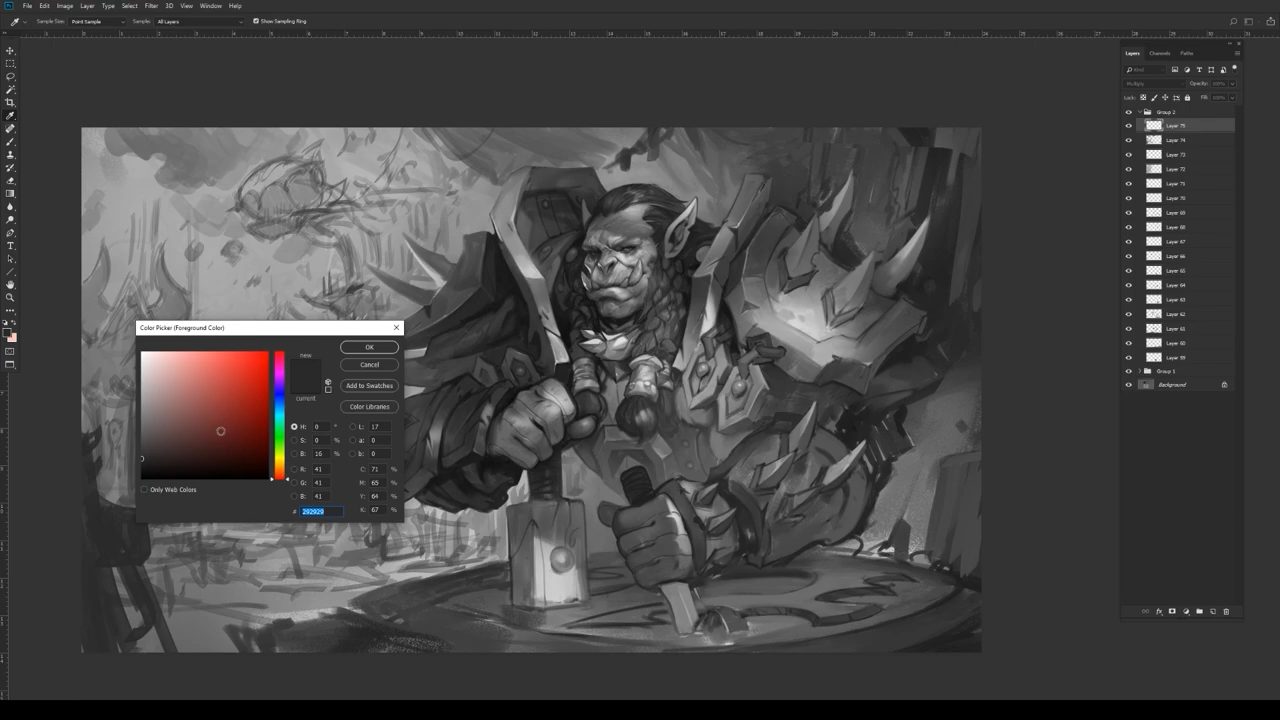 File Edit Image Layer Type Select Filter 3D View Window Help
Sample Size: Point Sample Sample: All Layers Show Sampling Ring
Layers Channels Paths
Kind
Multiply Opacity: 100%
Lock: Fill: 100%
Group 2
Layer 75
Layer 74
Layer 73
Layer 72
Layer 71
Layer 70
Layer 69
Layer 68
Layer 67
Layer 66
Layer 65
Layer 64
Layer 63
Layer 62
Layer 61
Layer 60
Layer 59
Group 1
Background
Color Picker (Foreground Color)
new
current
OK
Cancel
Add to Swatches
Color Libraries
H: 0 ° L: 17
S: 0 % a: 0
B: 16 % b: 0
R: 41 C: 71 %
G: 41 M: 65 %
B: 41 Y: 64 %
# 292929 K: 67 %
Only Web Colors